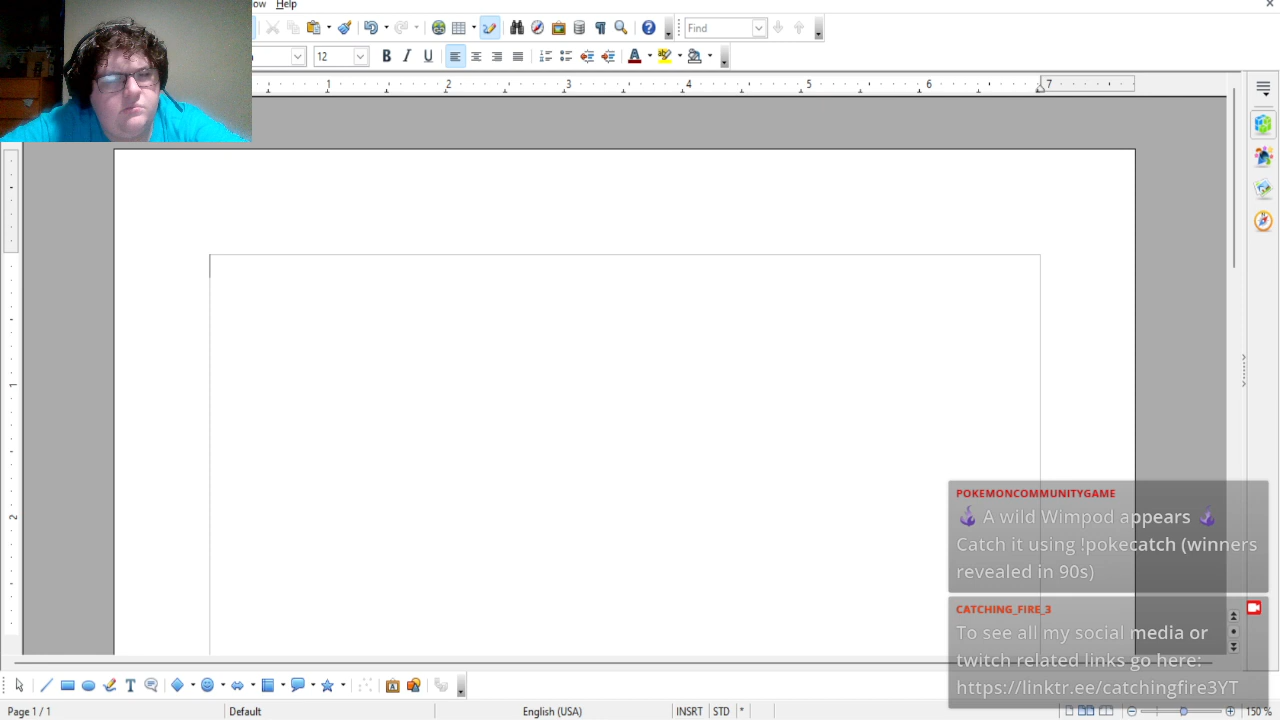 ow Help
Find
12 B I U A
1 2 3 4 5 6 7
1
2
POKEMONCOMMUNITYGAME
A wild Wimpod appears
Catch it using !pokecatch (winners
revealed in 90s)
CATCHING_FIRE_3
To see all my social media or
twitch related links go here:
https://linktr.ee/catchingfire3YT
T
Page 1 / 1 Default English (USA) INSRT STD * 150 %